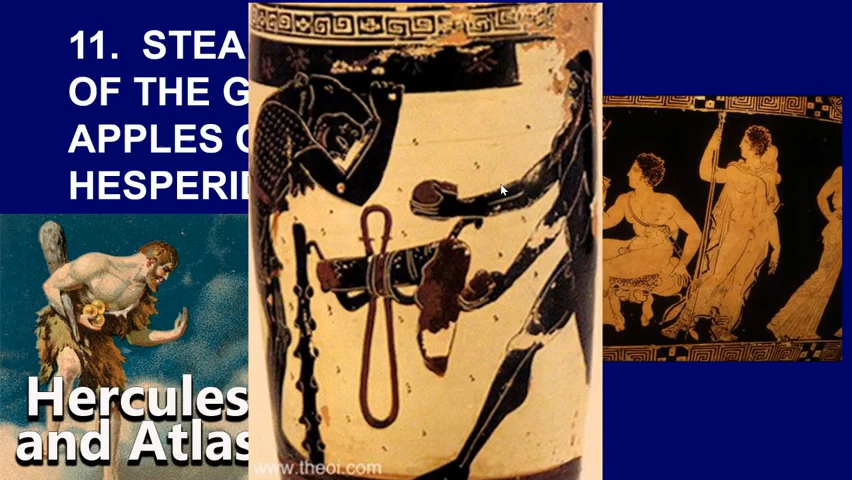 11. STEA
OF THE G
APPLES
HESPERI
Hercules
and Atlas
www.theoi.com